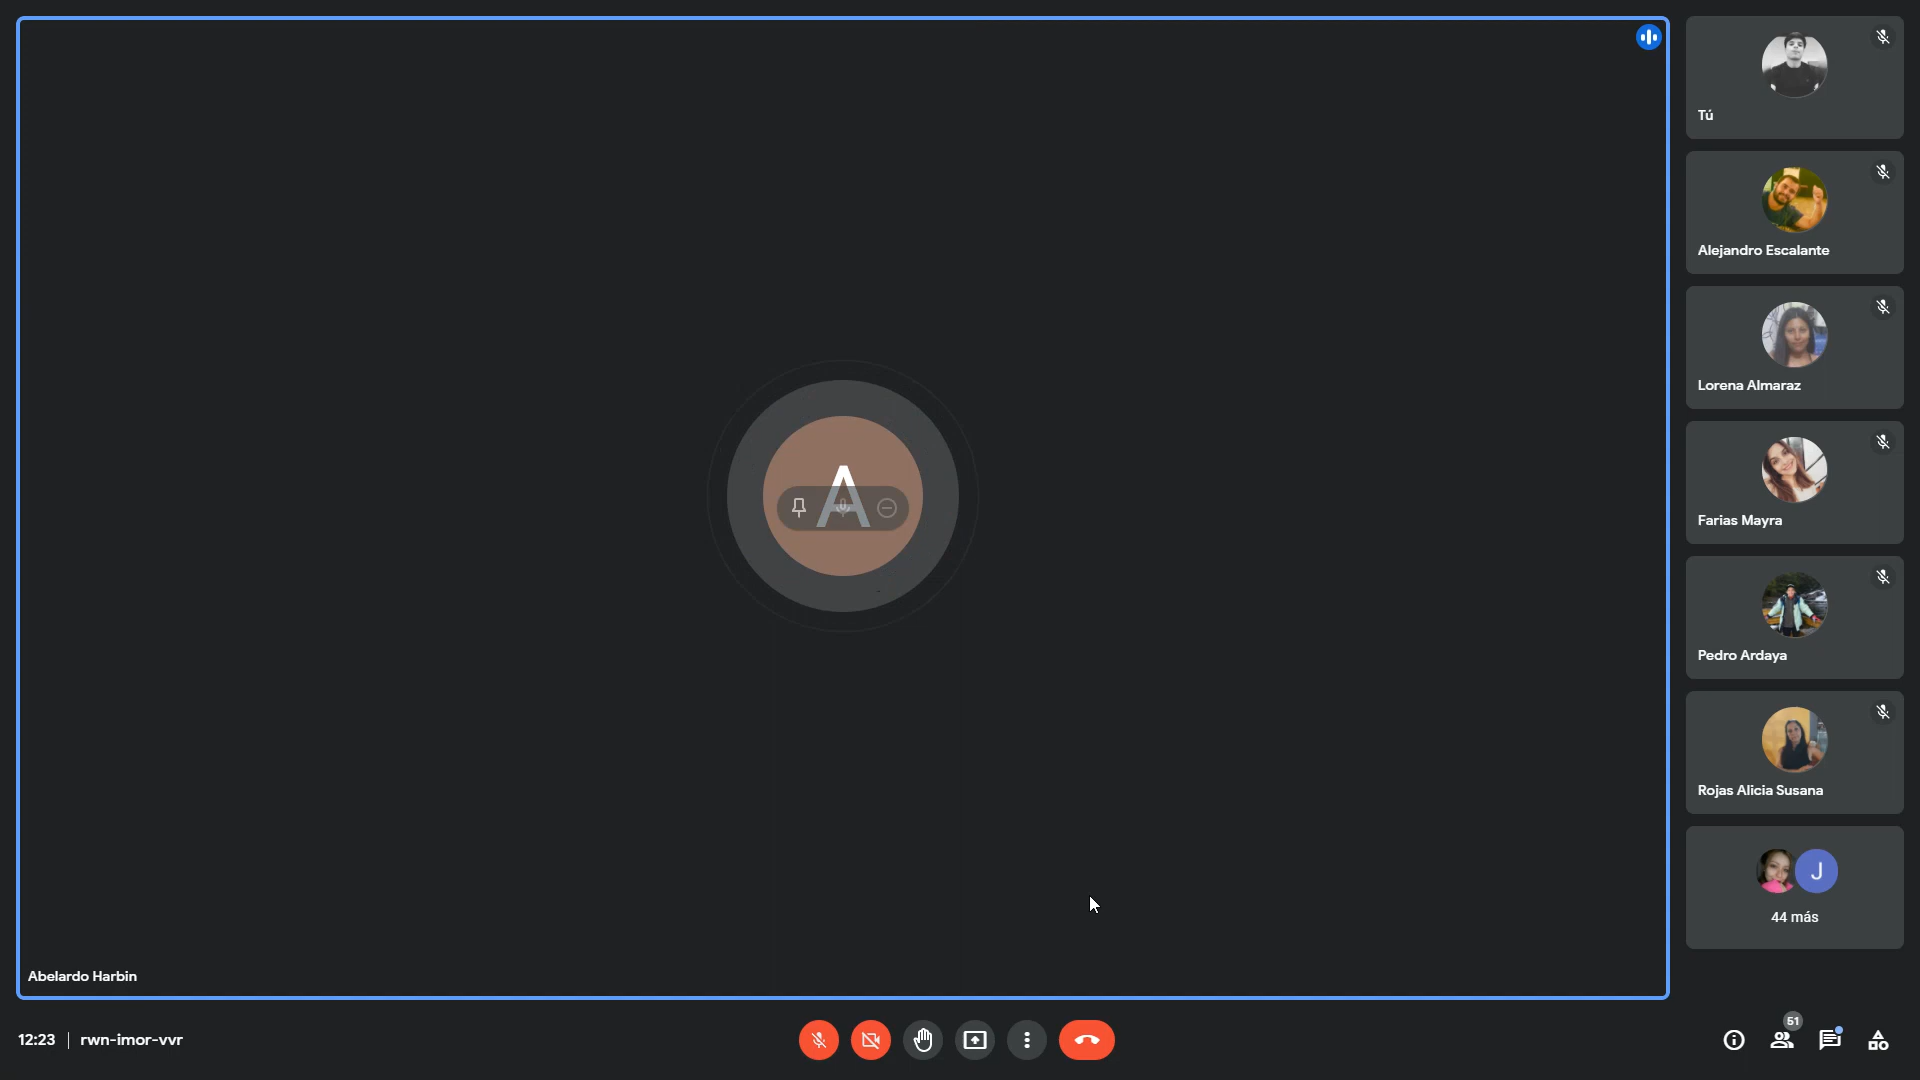 Tú
Alejandro Escalante
Lorena Almaraz
Farias Mayra
Pedro Ardaya
Rojas Alicia Susana
J
44 más
A
Abelardo Harbin
12:23 | rwn-imor-vvr
51